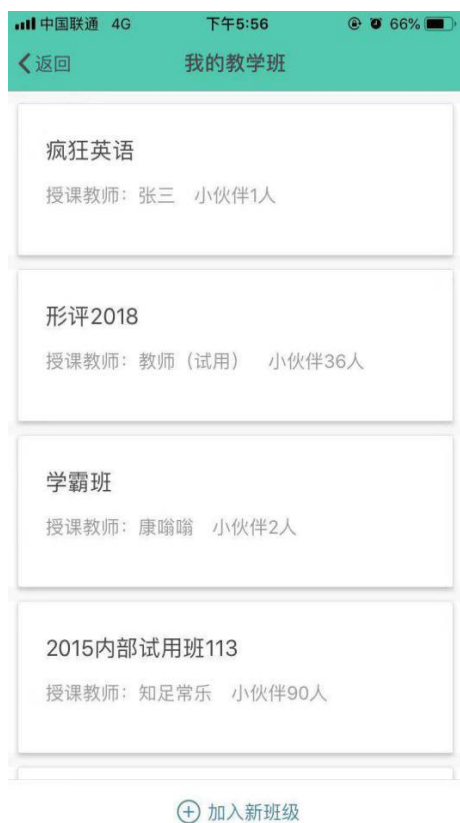 中国联通 4G 下午5:56 66%
返回 我的教学班
疯狂英语
授课教师：张三 小伙伴1人
形评2018
授课教师：教师（试用） 小伙伴36人
学霸班
授课教师：康嗡嗡 小伙伴2人
2015内部试用班113
授课教师：知足常乐 小伙伴90人
加入新班级